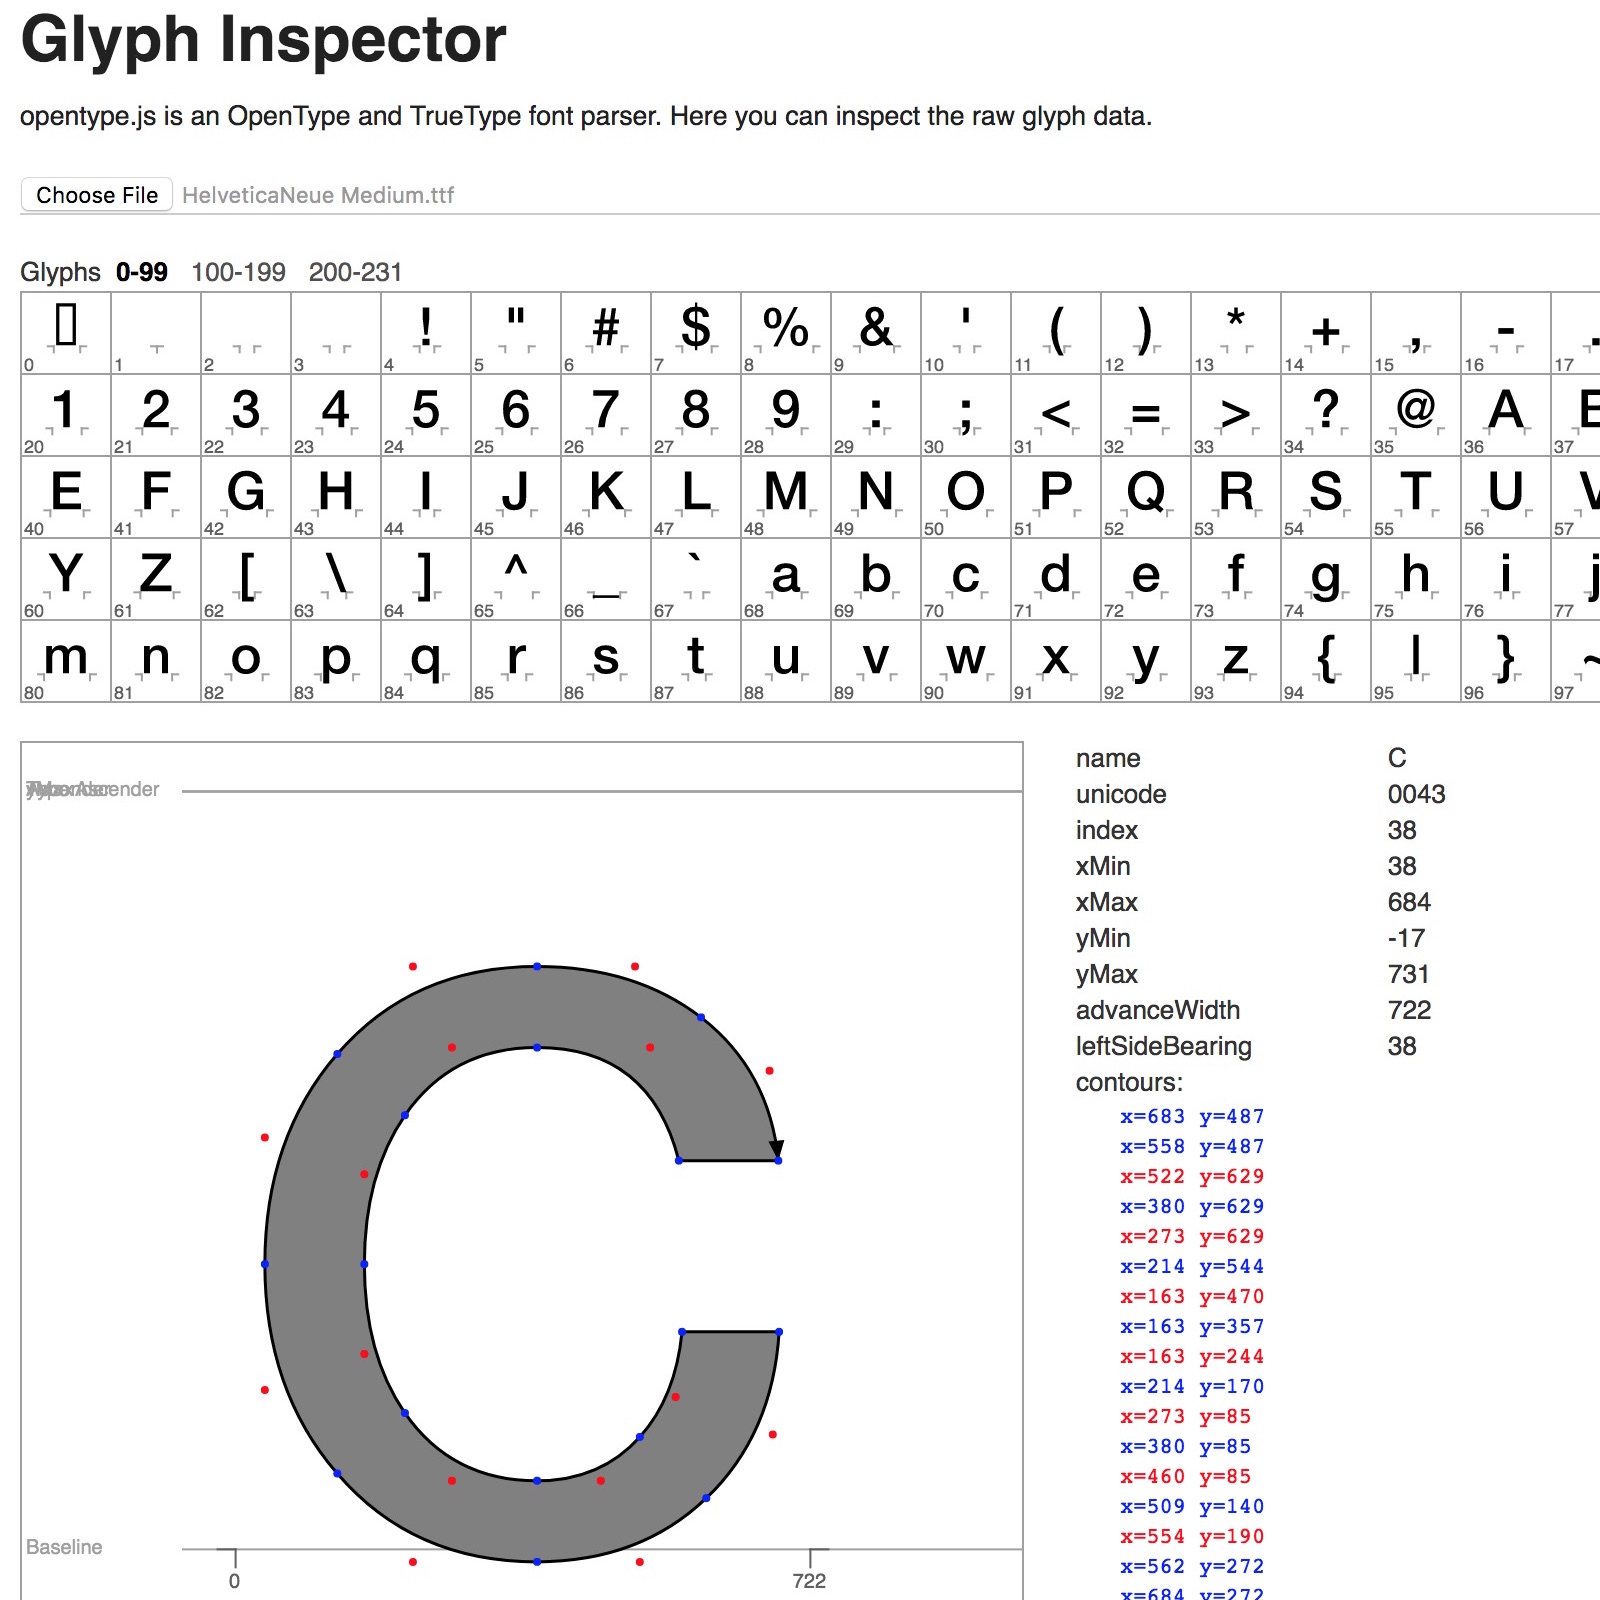 Glyph Inspector
opentype.js is an OpenType and TrueType font parser. Here you can inspect the raw glyph data.
Choose File HelveticaNeue Medium.ttf
Glyphs 0-99 100-199 200-231
! " # $ % & ' ( ) * + , - .
0 1 2 3 4 5 6 7 8 9 10 11 12 13 14 15 16 17
1 2 3 4 5 6 7 8 9 : ; < = > ? @ A
20 21 22 23 24 25 26 27 28 29 30 31 32 33 34 35 36 37
E F G H I J K L M N O P Q R S T U V
40 41 42 43 44 45 46 47 48 49 50 51 52 53 54 55 56 57
Y Z [ \ ] ^ _ ` a b c d e f g h i j
60 61 62 63 64 65 66 67 68 69 70 71 72 73 74 75 76 77
m n o p q r s t u v w x y z { | } ~
80 81 82 83 84 85 86 87 88 89 90 91 92 93 94 95 96 97
Baseline
0 722
name C
unicode 0043
index 38
xMin 38
xMax 684
yMin -17
yMax 731
advanceWidth 722
leftSideBearing 38
contours:
x=683 y=487
x=558 y=487
x=522 y=629
x=380 y=629
x=273 y=629
x=214 y=544
x=163 y=470
x=163 y=357
x=163 y=244
x=214 y=170
x=273 y=85
x=380 y=85
x=460 y=85
x=509 y=140
x=554 y=190
x=562 y=272
x=684 y=272